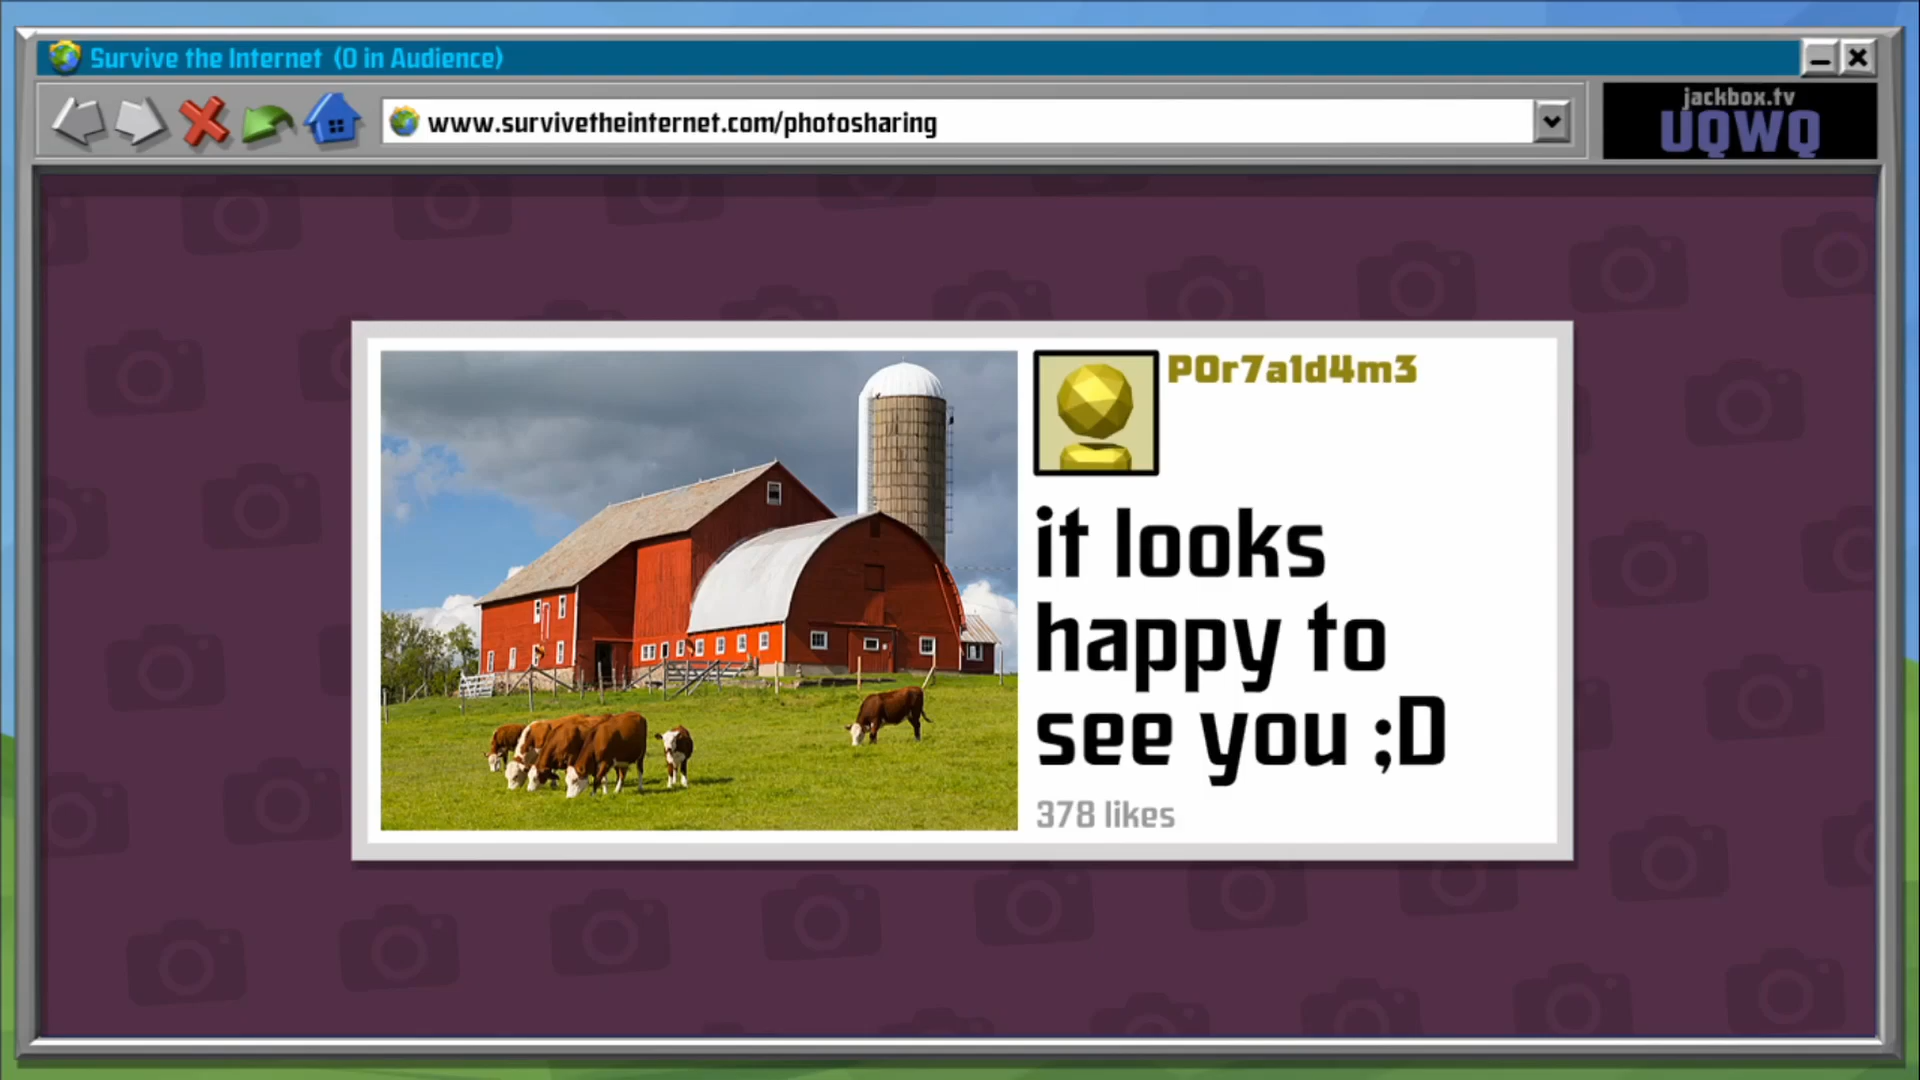 Survive the Internet (0 in Audience)
www.survivetheinternet.com/photosharing
jackbox.tv
UQWQ
P0r7a1d4m3
it looks
happy to
see you ;D
378 likes